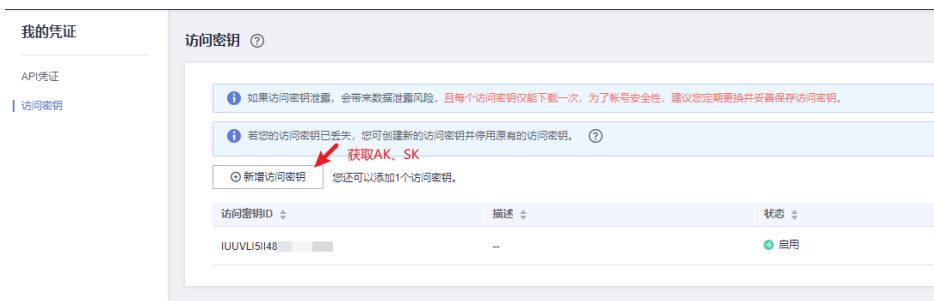 我的凭证
API凭证
访问密钥
访问密钥
如果访问密钥泄露，会带来数据泄露风险，且每个访问密钥仅能下载一次，为了帐号安全性，建议您定期更换并妥善保存访问密钥。
若您的访问密钥已丢失，您可创建新的访问密钥并停用原有的访问密钥。
获取AK、SK
新增访问密钥 您还可以添加1个访问密钥。
访问密钥ID 描述 状态
-- 启用